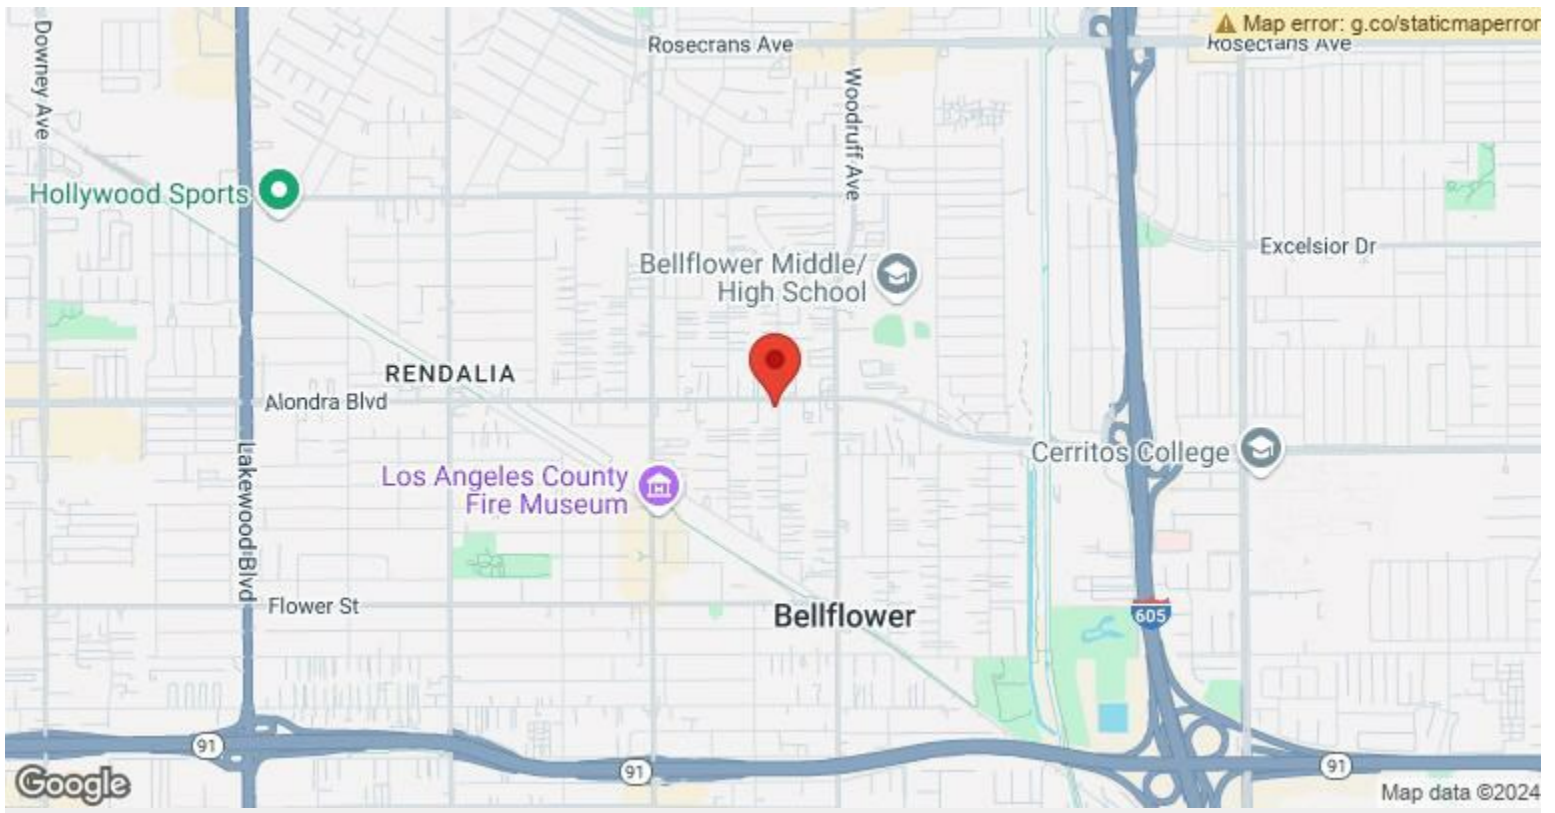 Map error: g.co/staticmaperror
Downey Ave
Rosecrans Ave
Rosecrans Ave
Woodruff Ave
Hollywood Sports
Excelsior Dr
Bellflower Middle/
High School
RENDALIA
Alondra Blvd
Cerritos College
Los Angeles County
Fire Museum
Lakewood Blvd
Flower St
Bellflower
605
91
91
91
Google
Map data ©2024